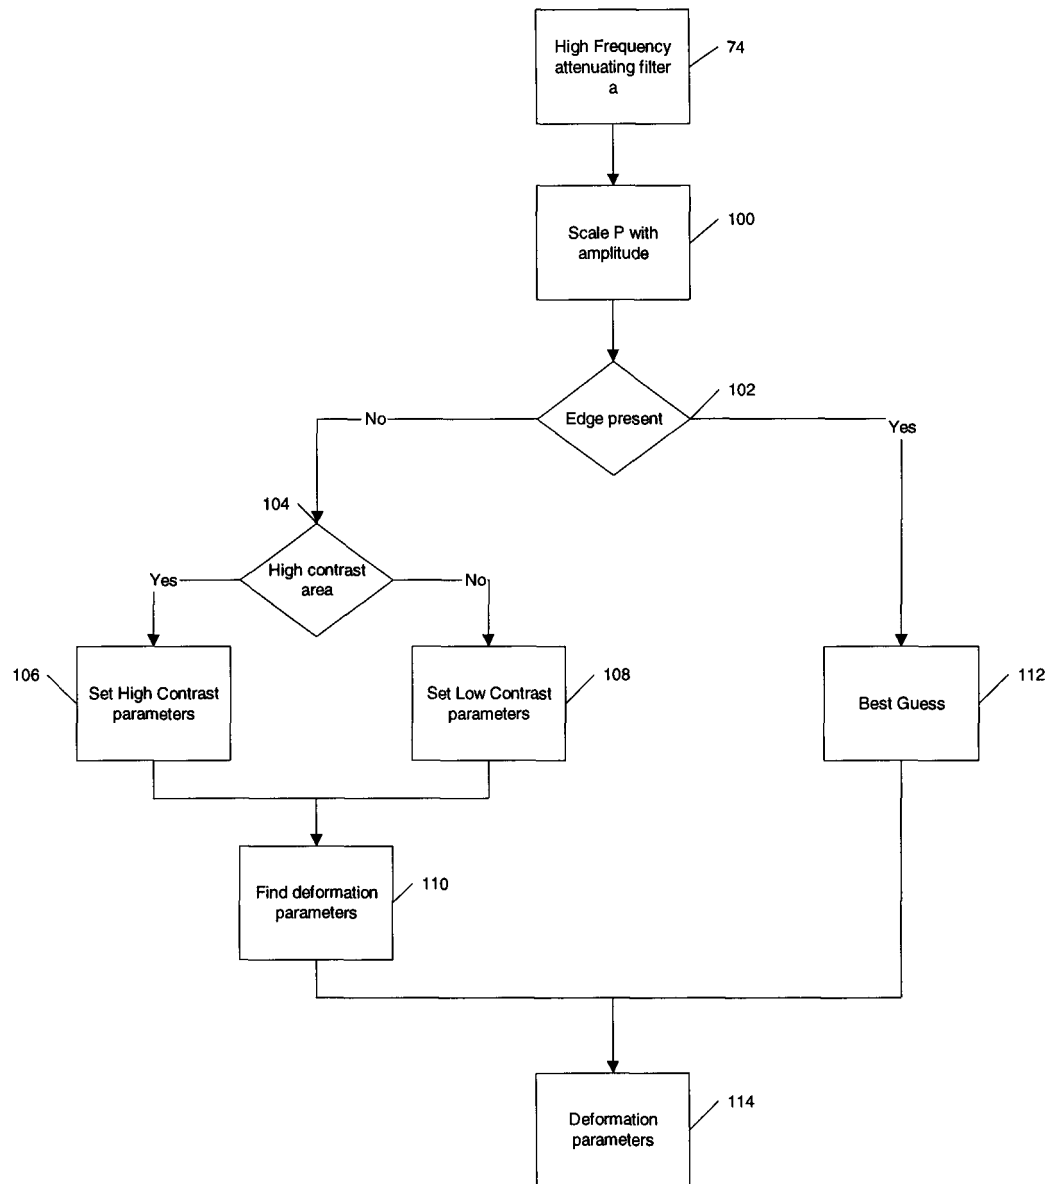 High Frequency
attenuating filter
a
74
Scale P with
amplitude
100
Edge present
102
No
Yes
104
High contrast
area
Yes
No
106
Set High Contrast
parameters
Set Low Contrast
parameters
108
Best Guess
112
Find deformation
parameters
110
Deformation
parameters
114